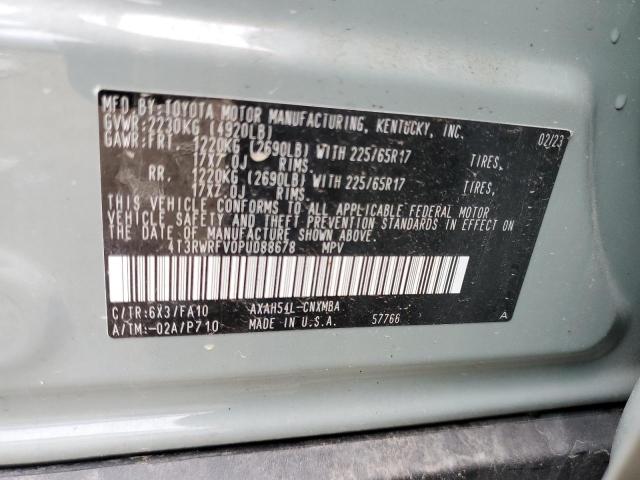 MFD BY:TOYOTA MOTOR MANUFACTURING, KENTUCKY, INC.
GVWR:2230KG (4920LB) 02/23
GAWR:FRT. 1220KG (2690LB) WITH 225/65R17 TIRES,
17X7.0J RIMS.
RR. 1220KG (2690LB) WITH 225/65R17 TIRES,
17X7.0J RIMS.
THIS VEHICLE CONFORMS TO ALL APPLICABLE FEDERAL MOTOR
VEHICLE SAFETY AND THEFT PREVENTION STANDARDS IN EFFECT ON
THE DATE OF MANUFACTURE SHOWN ABOVE.
4T3RWRFV0PU088678 MPV
C/TR:6X3/FA10 AXAH54L-CNXMBA
A/TM:-02A/P710 MADE IN U.S.A. 57766 A